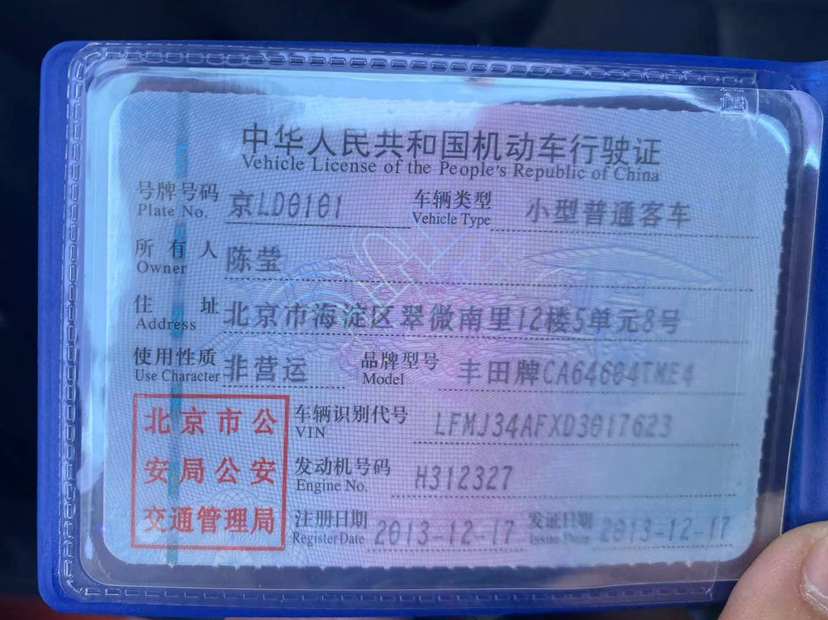 中华人民共和国机动车行驶证
Vehicle License of the People's Republic of China
号牌号码 京LD0101 车辆类型 小型普通客车
Plate No. Vehicle Type
所有人 陈莹
Owner
住址 北京市海淀区翠微南里12楼5单元8号
Address
使用性质 非营运 品牌型号 丰田牌CA64604TME4
Use Character Model
北京市公 车辆识别代号 LFMJ34AFXD3017623
VIN
安局公安 发动机号码 H312327
Engine No.
交通管理局 注册日期 2013-12-17 发证日期 2013-12-17
Register Date Issue Date